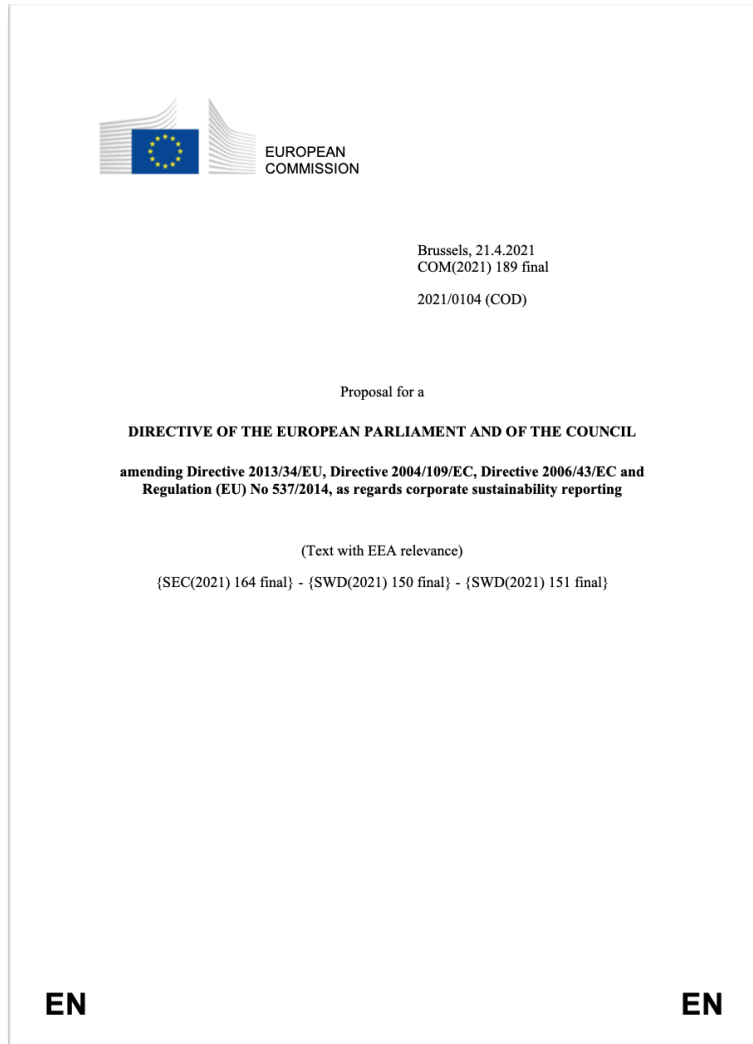 EUROPEAN
COMMISSION
Brussels, 21.4.2021
COM(2021) 189 final
2021/0104 (COD)
Proposal for a
DIRECTIVE OF THE EUROPEAN PARLIAMENT AND OF THE COUNCIL
amending Directive 2013/34/EU, Directive 2004/109/EC, Directive 2006/43/EC and
Regulation (EU) No 537/2014, as regards corporate sustainability reporting
(Text with EEA relevance)
{SEC(2021) 164 final} - {SWD(2021) 150 final} - {SWD(2021) 151 final}
EN EN